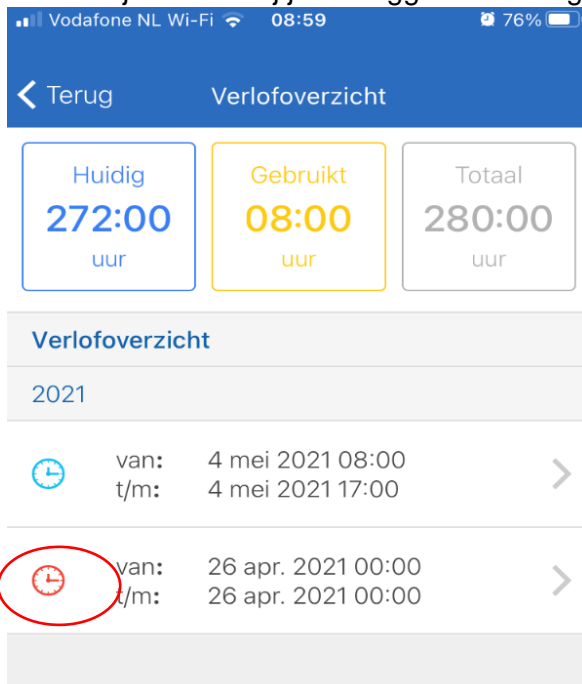 Vodafone NL Wi-Fi 08:59 76%
Terug Verlofoverzicht
Huidig Gebruikt Totaal
272:00 08:00 280:00
uur uur uur
Verlofoverzicht
2021
van: 4 mei 2021 08:00
t/m: 4 mei 2021 17:00
van: 26 apr. 2021 00:00
t/m: 26 apr. 2021 00:00